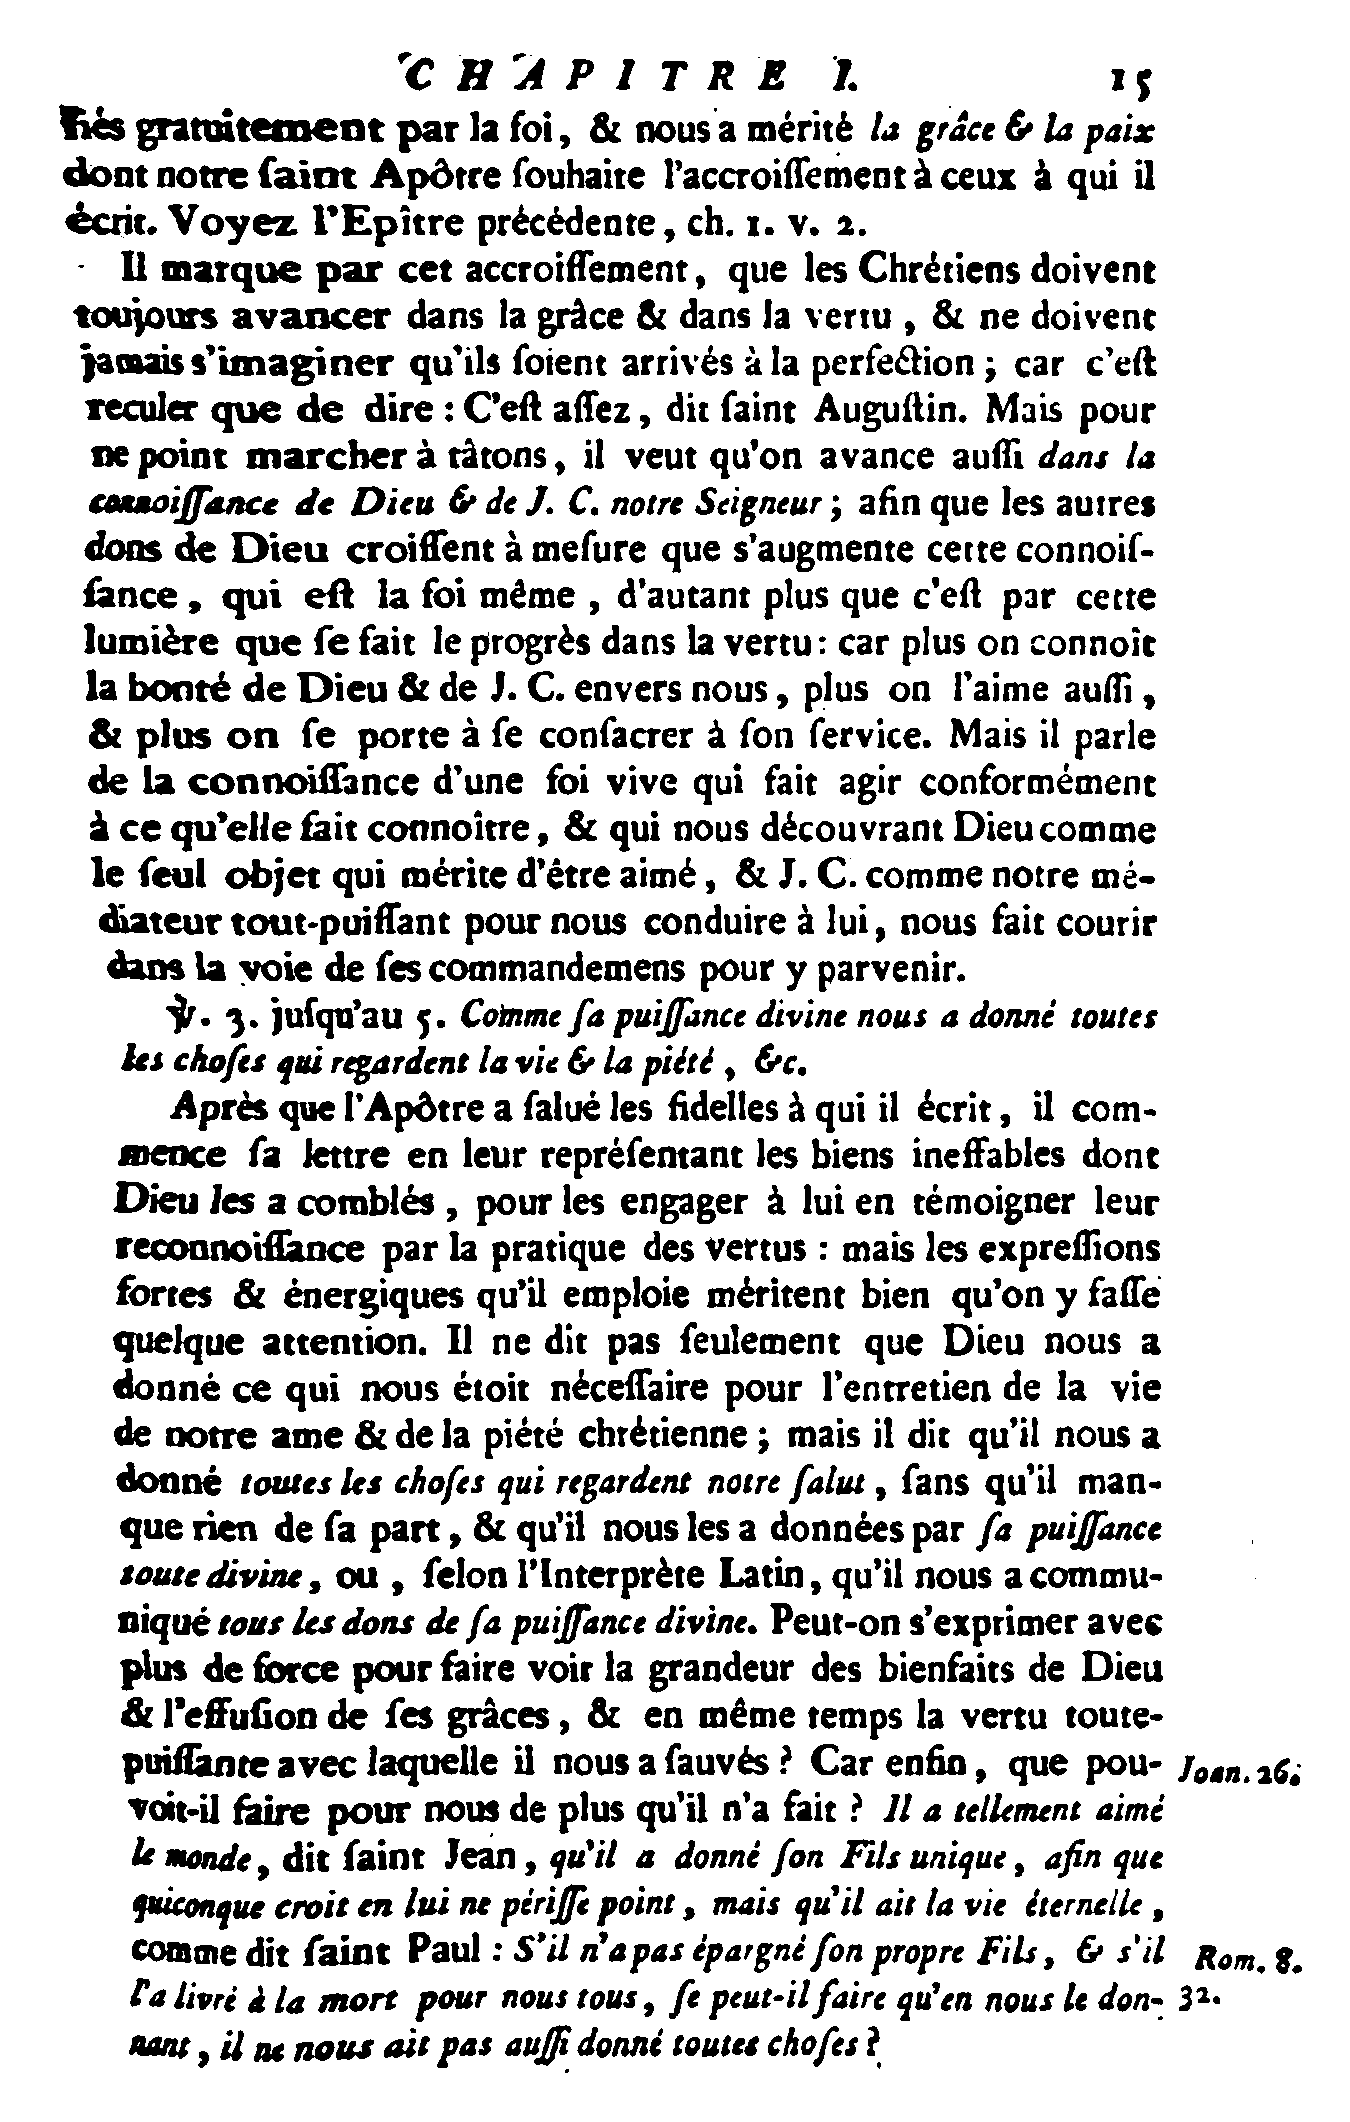 CHAPITRE I. 15
fiés gratuitement par la foi, & nous a mérité la grâce & la paix
dont notre ſaint Apôtre ſouhaite l'accroiſſement à ceux à qui il
écrit. Voyez l'Epître précédente, ch. 1. v. 2.
Il marque par cet accroiſſement, que les Chrétiens doivent
toujours avancer dans la grâce & dans la vertu, & ne doivent
jamais s'imaginer qu'ils ſoient arrivés à la perfection; car c'eſt
reculer que de dire: C'eſt aſſez, dit ſaint Auguſtin. Mais pour
ne point marcher à tâtons, il veut qu'on avance auſſi dans la
connoiſſance de Dieu & de J. C. notre Seigneur; afin que les autres
dons de Dieu croiſſent à meſure que s'augmente cette connoiſ-
ſance, qui eſt la foi même, d'autant plus que c'eſt par cette
lumière que ſe fait le progrès dans la vertu: car plus on connoît
la bonté de Dieu & de J. C. envers nous, plus on l'aime auſſi,
& plus on ſe porte à ſe conſacrer à ſon ſervice. Mais il parle
de la connoiſſance d'une foi vive qui fait agir conformément
à ce qu'elle fait connoître, & qui nous découvrant Dieu comme
le ſeul objet qui mérite d'être aimé, & J. C. comme notre mé-
diateur tout-puiſſant pour nous conduire à lui, nous fait courir
dans la voie de ſes commandemens pour y parvenir.
℣. 3. juſqu'au 5. Comme ſa puiſſance divine nous a donné toutes
les choſes qui regardent la vie & la piété, &c.
Après que l'Apôtre a ſalué les fidelles à qui il écrit, il com-
mence ſa lettre en leur repréſentant les biens ineffables dont
Dieu les a comblés, pour les engager à lui en témoigner leur
reconnoiſſance par la pratique des vertus: mais les expreſſions
fortes & énergiques qu'il emploie méritent bien qu'on y faſſe
quelque attention. Il ne dit pas ſeulement que Dieu nous a
donné ce qui nous étoit néceſſaire pour l'entretien de la vie
de notre ame & de la piété chrétienne; mais il dit qu'il nous a
donné toutes les choſes qui regardent notre ſalut, ſans qu'il man-
que rien de ſa part, & qu'il nous les a données par ſa puiſſance
toute divine, ou, ſelon l'Interprète Latin, qu'il nous a commu-
niqué tous les dons de ſa puiſſance divine. Peut-on s'exprimer avec
plus de force pour faire voir la grandeur des bienfaits de Dieu
& l'effuſion de ſes grâces, & en même temps la vertu toute-
puiſſante avec laquelle il nous a ſauvés? Car enfin, que pou- Joan. 26.
voit-il faire pour nous de plus qu'il n'a fait? Il a tellement aimé
le monde, dit ſaint Jean, qu'il a donné ſon Fils unique, afin que
quiconque croit en lui ne périſſe point, mais qu'il ait la vie éternelle,
comme dit ſaint Paul: S'il n'a pas épargné ſon propre Fils, & s'il Rom. 8.
l'a livré à la mort pour nous tous, ſe peut-il faire qu'en nous le don- 32.
nant, il ne nous ait pas auſſi donné toutes choſes?